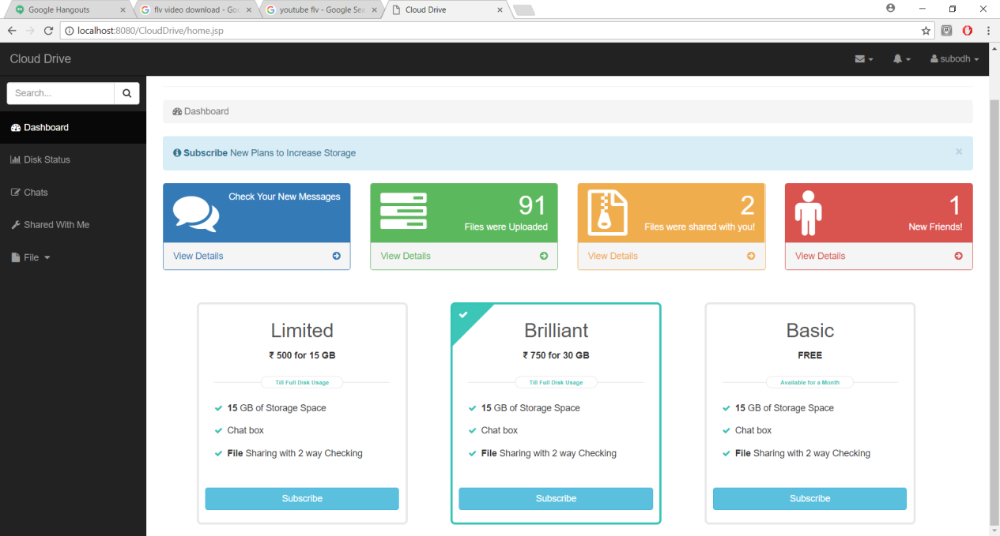 Google Hangouts
flv video download - Goo
youtube flv - Google Sea
Cloud Drive
localhost:8080/CloudDrive/home.jsp
Cloud Drive
subodh
Search...
Dashboard
Disk Status
Chats
Shared With Me
File
Dashboard
Subscribe New Plans to Increase Storage
Check Your New Messages
View Details
91
Files were Uploaded
View Details
2
Files were shared with you!
View Details
1
New Friends!
View Details
Limited
₹ 500 for 15 GB
Till Full Disk Usage
15 GB of Storage Space
Chat box
File Sharing with 2 way Checking
Subscribe
Brilliant
₹ 750 for 30 GB
Till Full Disk Usage
15 GB of Storage Space
Chat box
File Sharing with 2 way Checking
Subscribe
Basic
FREE
Available for a Month
15 GB of Storage Space
Chat box
File Sharing with 2 way Checking
Subscribe